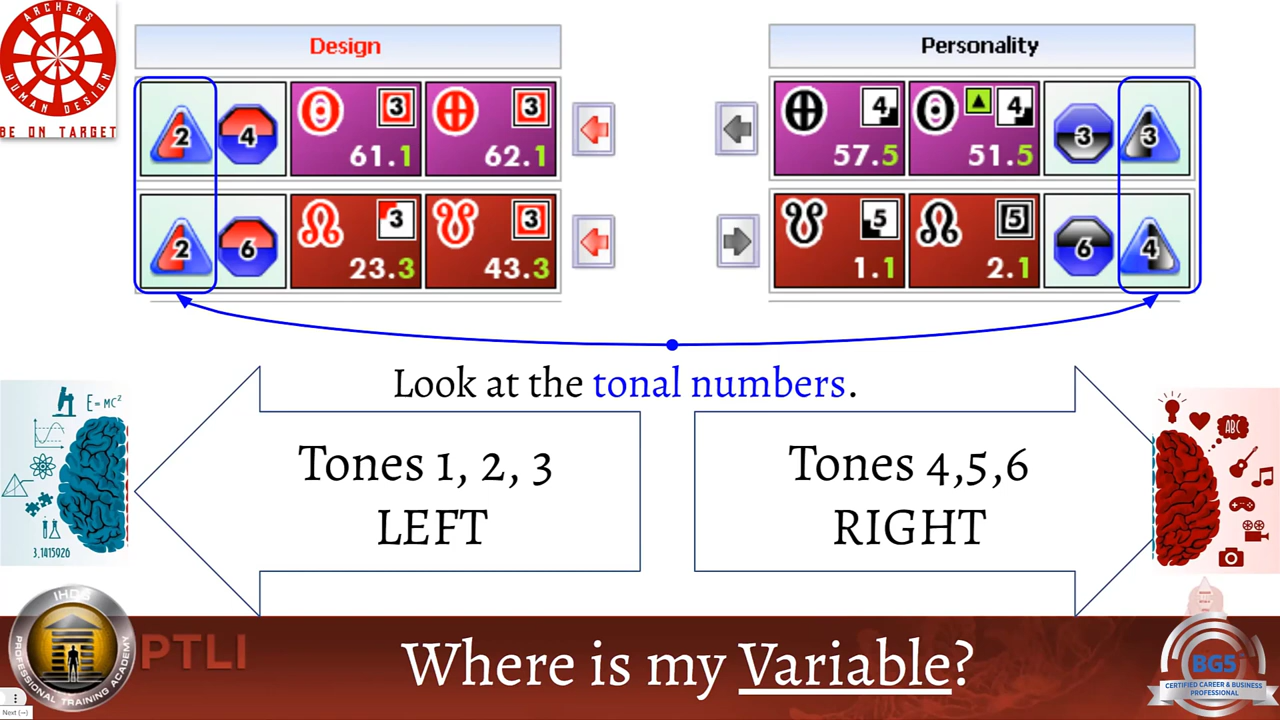 ARCHERS
HUMAN DESIGN
BE ON TARGET
Design
Personality
2 4 3 3
61.1 62.1
4 4 3 3
57.5 51.5
2 6 3 3
23.3 43.3
5 5 6 4
1.1 2.1
Look at the tonal numbers.
E=MC²
3,1415926
Tones 1, 2, 3
LEFT
Tones 4,5,6
RIGHT
ABC
IHDS
PROFESSIONAL TRAINING ACADEMY
PTLI
Where is my Variable?
BG5
CERTIFIED CAREER & BUSINESS
PROFESSIONAL
Next (→)